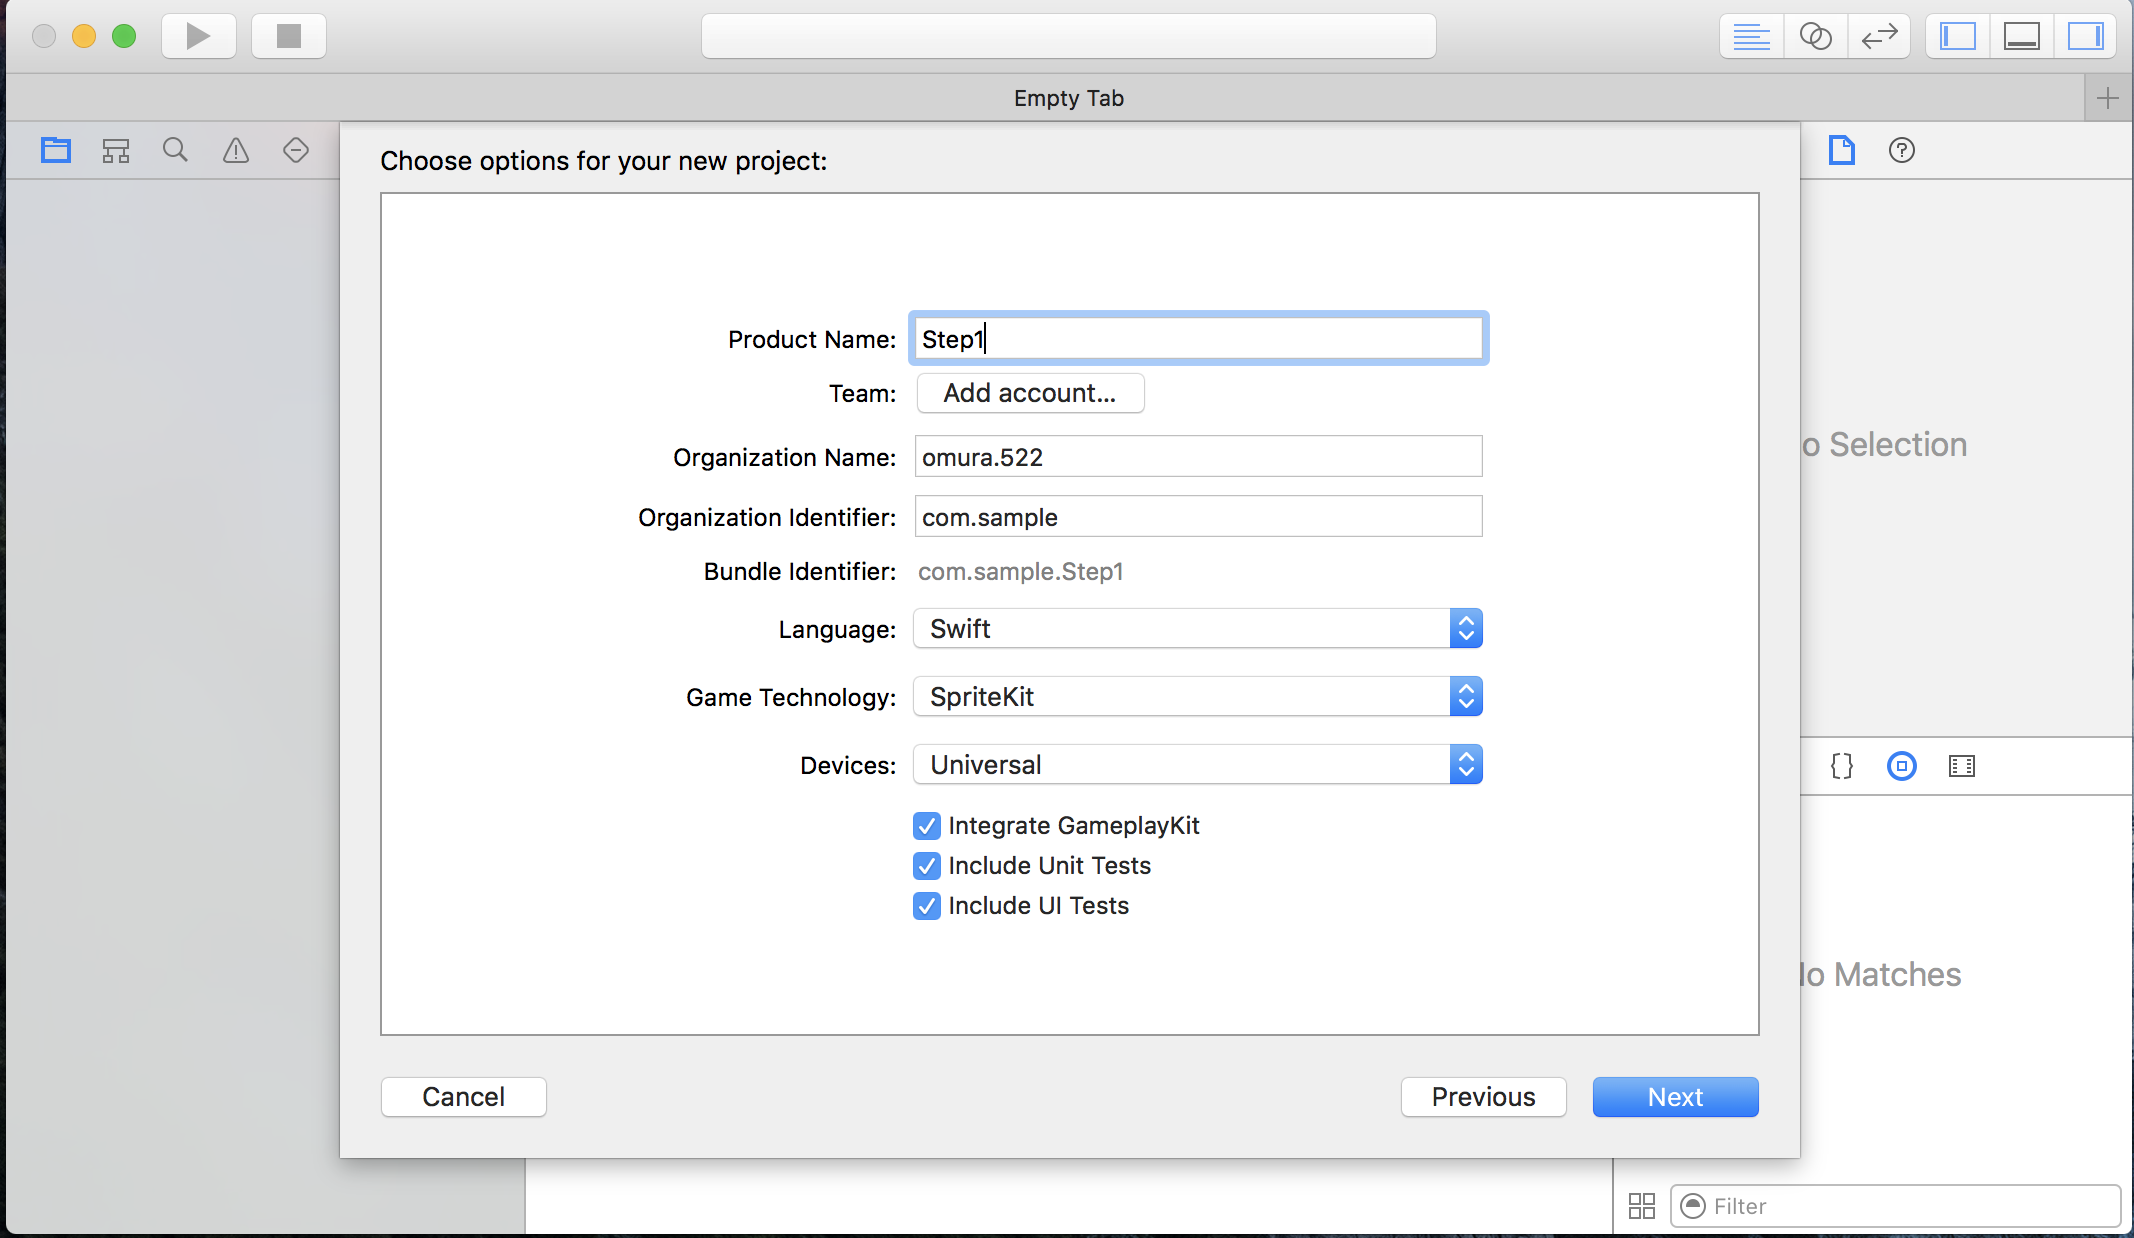 Empty Tab
Choose options for your new project:
Product Name: Step1
Team: Add account...
Organization Name: omura.522
Organization Identifier: com.sample
Bundle Identifier: com.sample.Step1
Language: Swift
Game Technology: SpriteKit
Devices: Universal
Integrate GameplayKit
Include Unit Tests
Include UI Tests
Cancel
Previous
Next
o Selection
o Matches
Filter